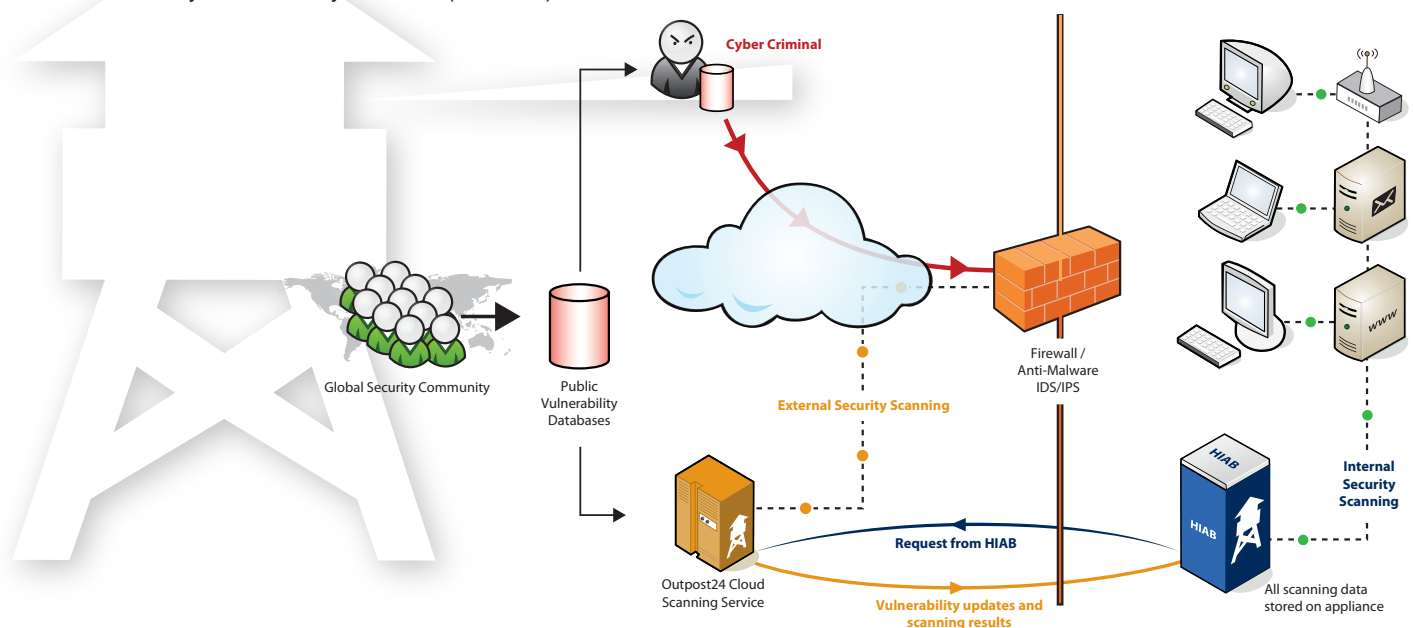 Cyber Criminal
Global Security Community
Public
Vulnerability
Databases
Firewall /
Anti-Malware
IDS/IPS
www
External Security Scanning
HIAB
HIAB
Internal
Security
Scanning
Request from HIAB
Outpost24 Cloud
Scanning Service
Vulnerability updates and
scanning results
All scanning data
stored on appliance